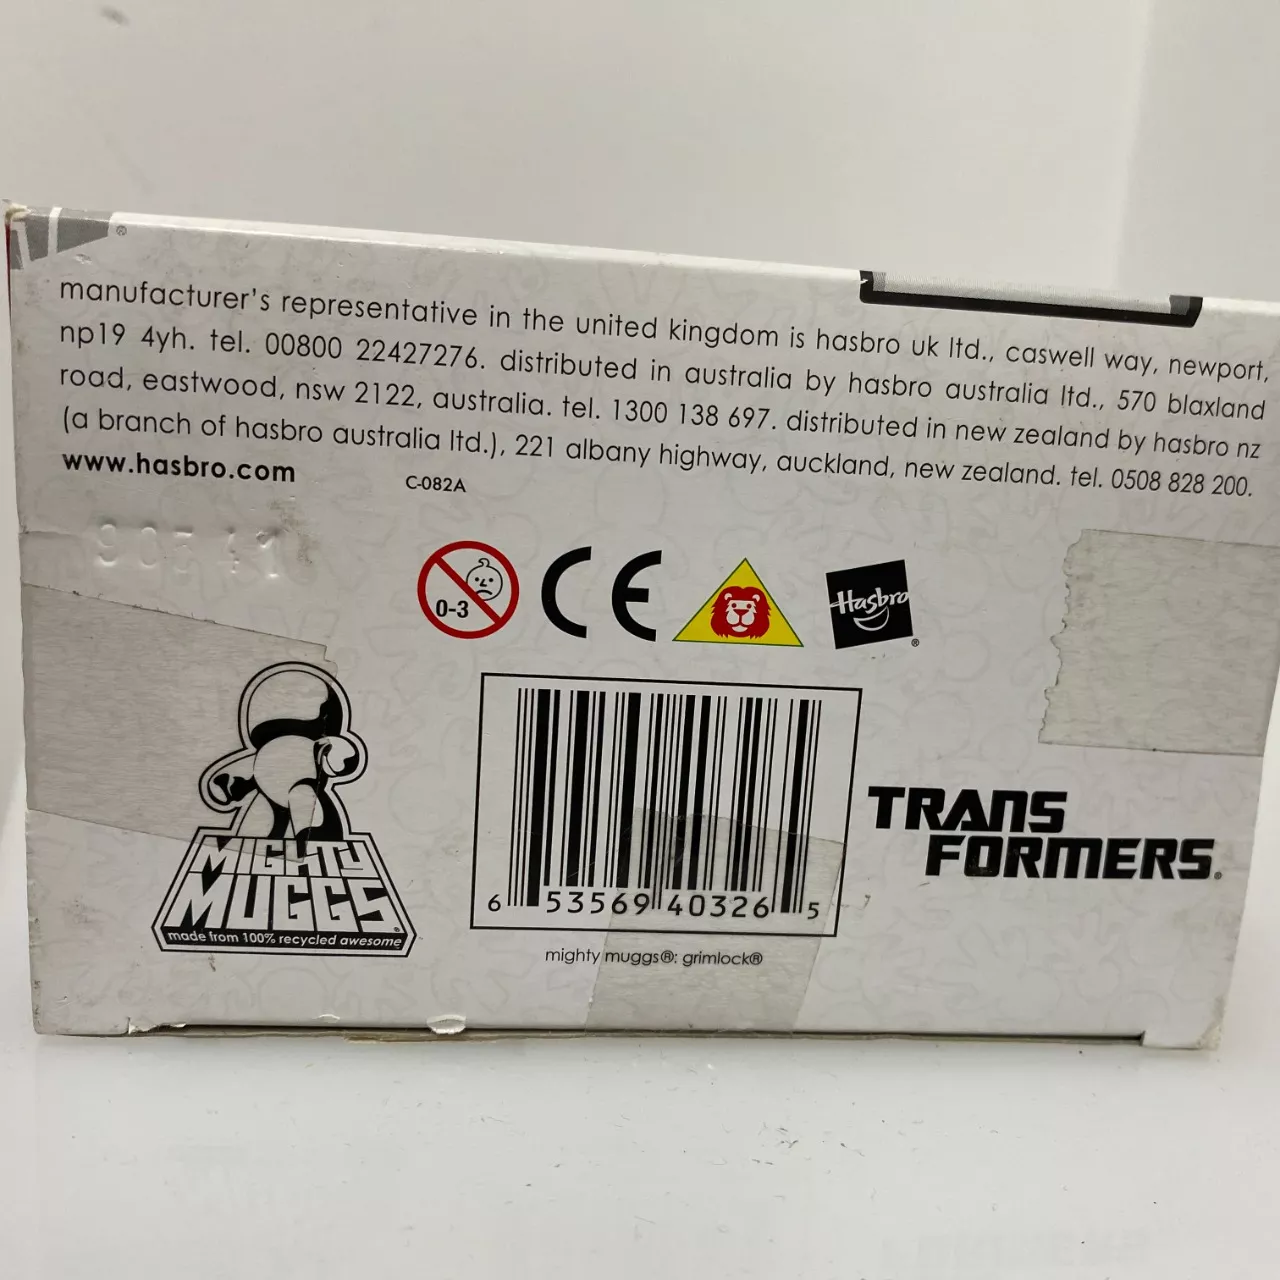 ®
manufacturer's representative in the united kingdom is hasbro uk ltd., caswell way, newport,
np19 4yh. tel. 00800 22427276. distributed in australia by hasbro australia ltd., 570 blaxland
road, eastwood, nsw 2122, australia. tel. 1300 138 697. distributed in new zealand by hasbro nz
(a branch of hasbro australia ltd.), 221 albany highway, auckland, new zealand. tel. 0508 828 200.
www.hasbro.com C-082A
0-3 CE Hasbro ®
MIGHTY
MUGGS®
made from 100% recycled awesome
6 53569 40326 5
mighty muggs®: grimlock®
TRANS
FORMERS®